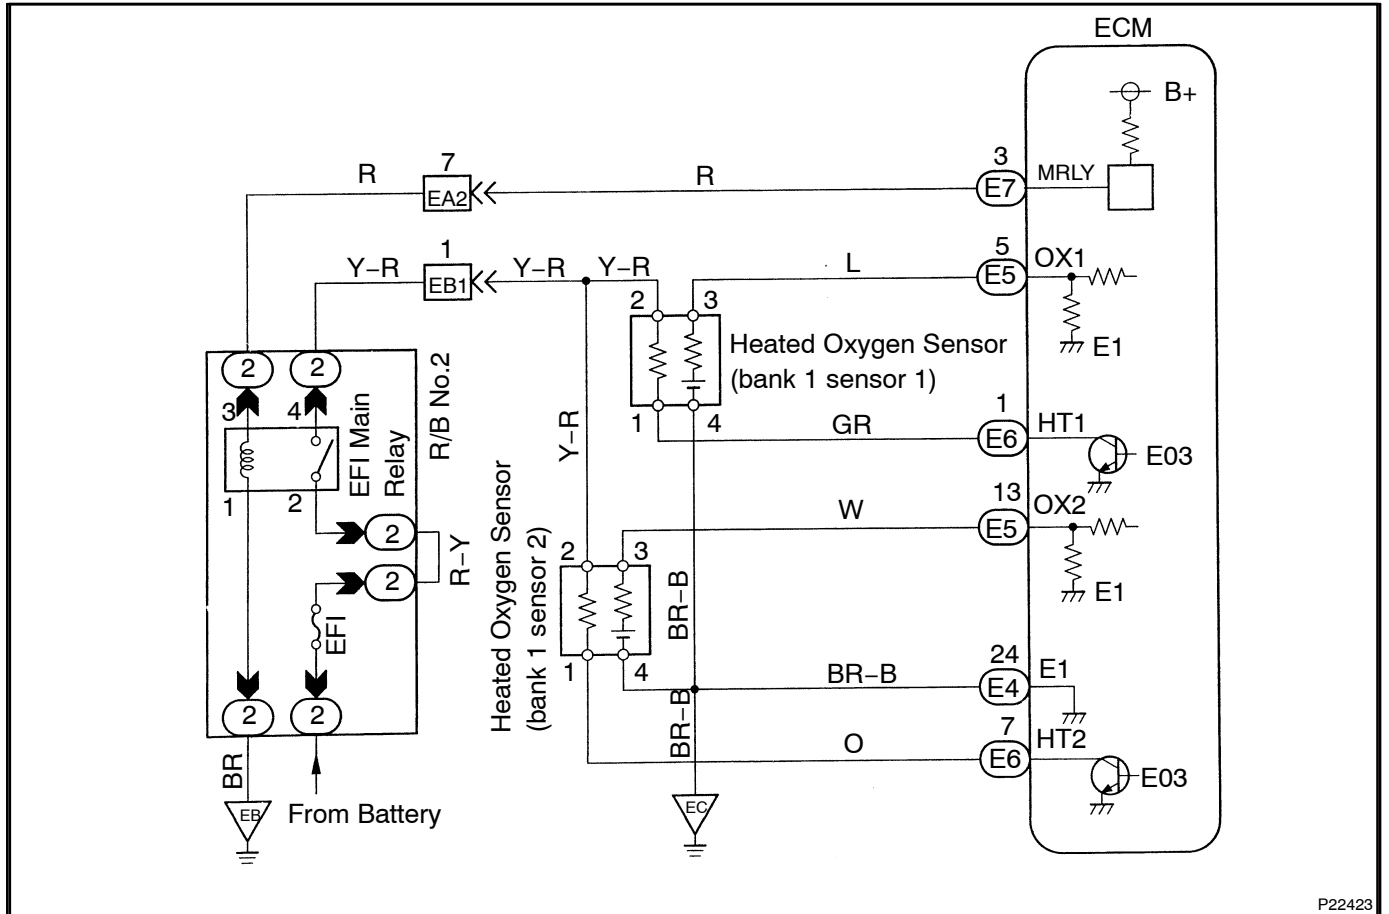 ECM
B+
7
R
EA2
R
3
E7
MRLY
1
Y–R
EB1
Y–R
Y–R
L
5
E5
OX1
E1
2
3
Heated Oxygen Sensor
(bank 1 sensor 1)
1
4
GR
1
E6
HT1
E03
2
2
3
4
EFI Main
Relay
R/B No.2
1
2
2
2
R–Y
EFI
2
2
BR
EB
From Battery
Y–R
Heated Oxygen Sensor
(bank 1 sensor 2)
2
3
1
4
W
13
E5
OX2
E1
BR–B
BR–B
24
E4
E1
BR–B
O
7
E6
HT2
E03
EC
P22423